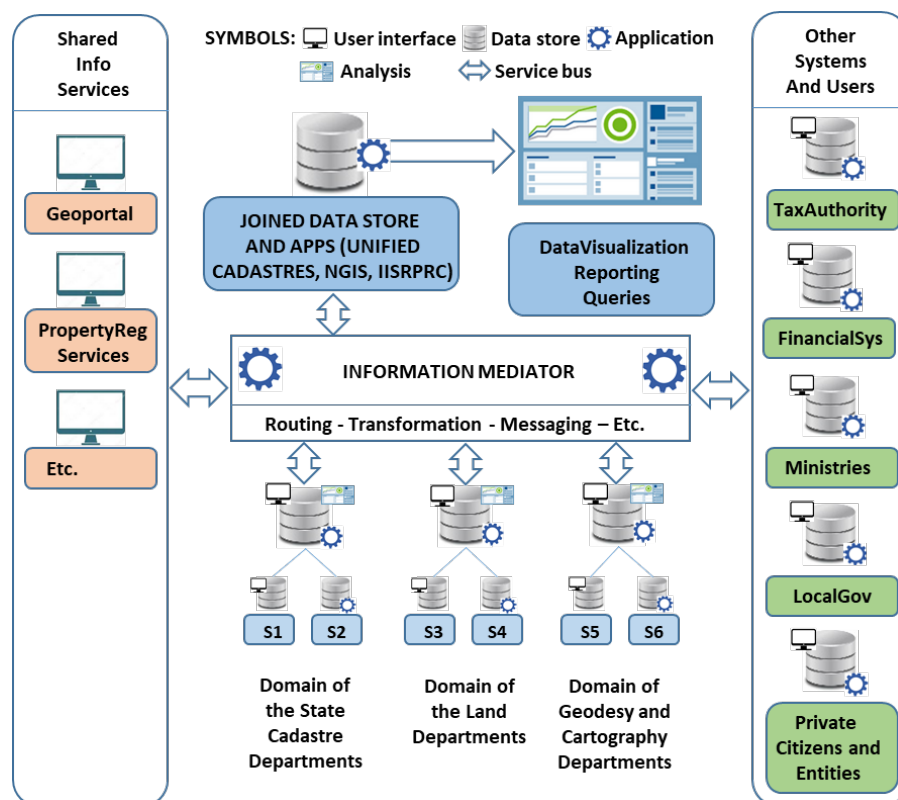 Shared
Info
Services
SYMBOLS: User interface Data store Application
Analysis Service bus
Other
Systems
And Users
Geoportal
PropertyReg
Services
Etc.
JOINED DATA STORE
AND APPS (UNIFIED
CADASTRES, NGIS, IISRPRC)
DataVisualization
Reporting
Queries
INFORMATION MEDIATOR
Routing - Transformation - Messaging – Etc.
TaxAuthority
FinancialSys
Ministries
LocalGov
Private
Citizens and
Entities
S1 S2 S3 S4 S5 S6
Domain of
the State
Cadastre
Departments
Domain of
the Land
Departments
Domain of
Geodesy and
Cartography
Departments